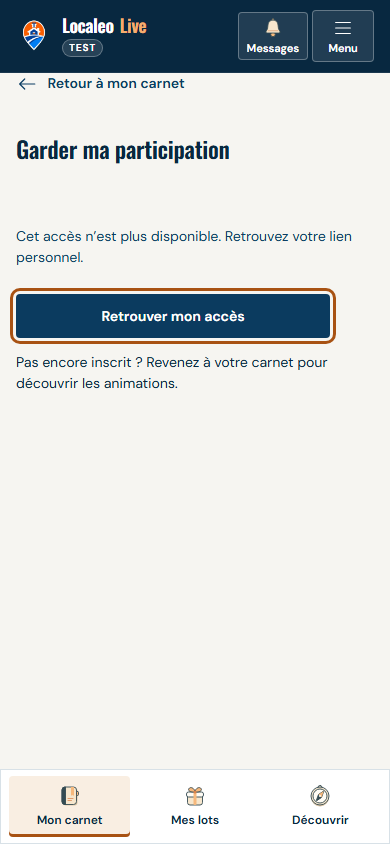 Localeo Live
TEST
Messages
Menu
Retour à mon carnet
Garder ma participation
Cet accès n’est plus disponible. Retrouvez votre lien
personnel.
Retrouver mon accès
Pas encore inscrit ? Revenez à votre carnet pour
découvrir les animations.
Mon carnet
Mes lots
Découvrir